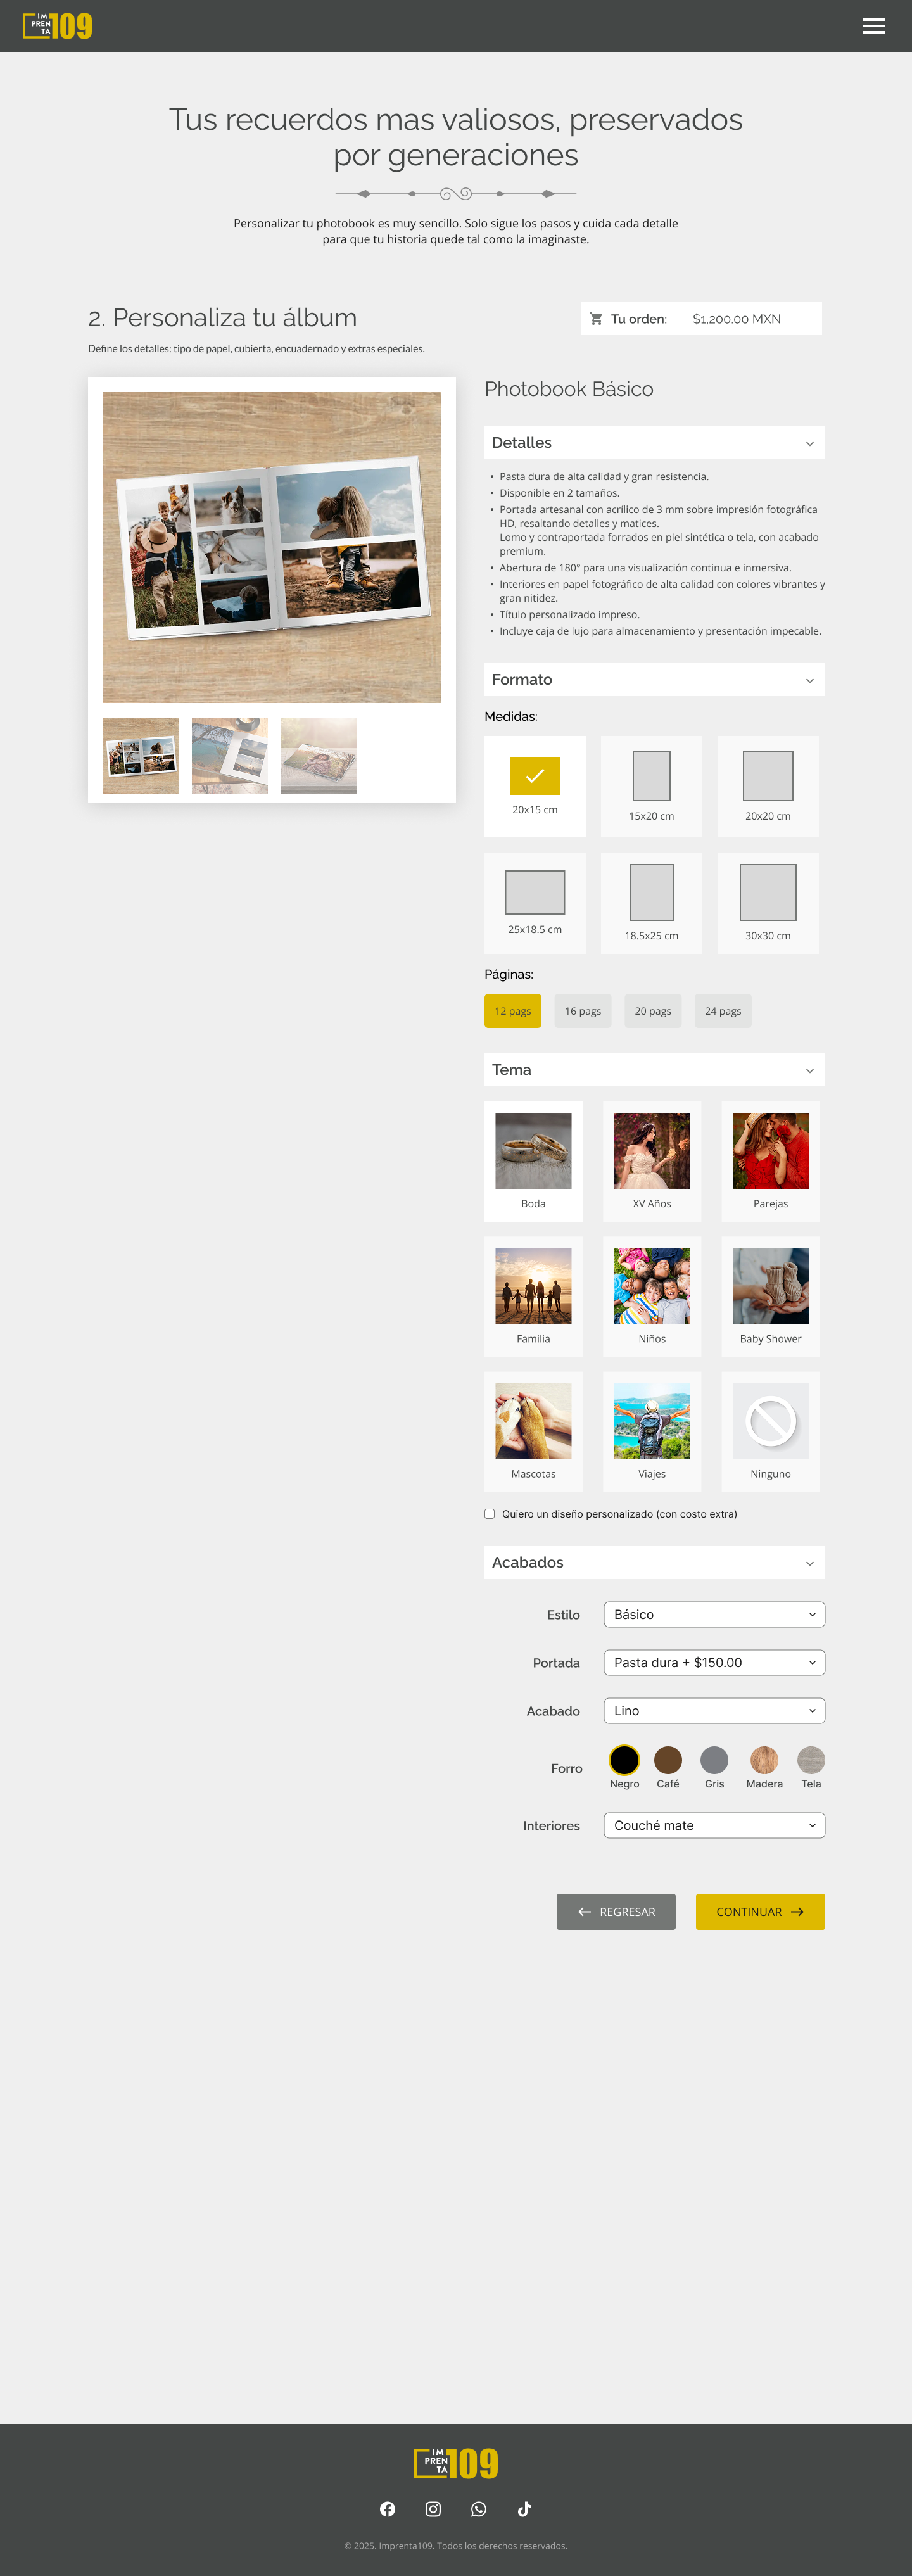 IM
PREN
TA
109
Tus recuerdos mas valiosos, preservados
por generaciones
Personalizar tu photobook es muy sencillo. Solo sigue los pasos y cuida cada detalle
para que tu historia quede tal como la imaginaste.
2. Personaliza tu álbum
Define los detalles: tipo de papel, cubierta, encuadernado y extras especiales.
Tu orden: $1,200.00 MXN
Photobook Básico
Detalles
• Pasta dura de alta calidad y gran resistencia.
• Disponible en 2 tamaños.
• Portada artesanal con acrílico de 3 mm sobre impresión fotográfica
HD, resaltando detalles y matices.
Lomo y contraportada forrados en piel sintética o tela, con acabado
premium.
• Abertura de 180° para una visualización continua e inmersiva.
• Interiores en papel fotográfico de alta calidad con colores vibrantes y
gran nitidez.
• Título personalizado impreso.
• Incluye caja de lujo para almacenamiento y presentación impecable.
Formato
Medidas:
20x15 cm
15x20 cm
20x20 cm
25x18.5 cm
18.5x25 cm
30x30 cm
Páginas:
12 pags
16 pags
20 pags
24 pags
Tema
Boda
XV Años
Parejas
Familia
Niños
Baby Shower
Mascotas
Viajes
Ninguno
Quiero un diseño personalizado (con costo extra)
Acabados
Estilo
Básico
Portada
Pasta dura + $150.00
Acabado
Lino
Forro
Negro
Café
Gris
Madera
Tela
Interiores
Couché mate
REGRESAR
CONTINUAR
IM
PREN
TA
109
© 2025. Imprenta109. Todos los derechos reservados.